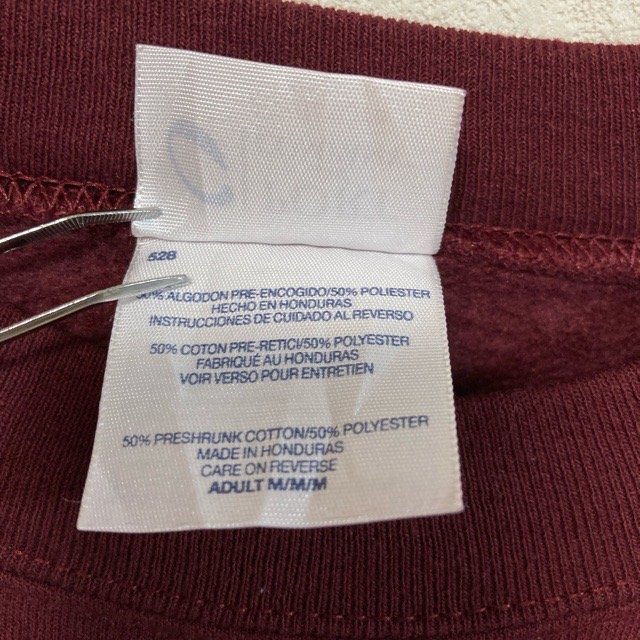 528
50% ALGODON PRE-ENCOGIDO/50% POLIESTER
HECHO EN HONDURAS
INSTRUCCIONES DE CUIDADO AL REVERSO
50% COTON PRE-RETICI/50% POLYESTER
FABRIQUÉ AU HONDURAS
VOIR VERSO POUR ENTRETIEN
50% PRESHRUNK COTTON/50% POLYESTER
MADE IN HONDURAS
CARE ON REVERSE
ADULT M/M/M